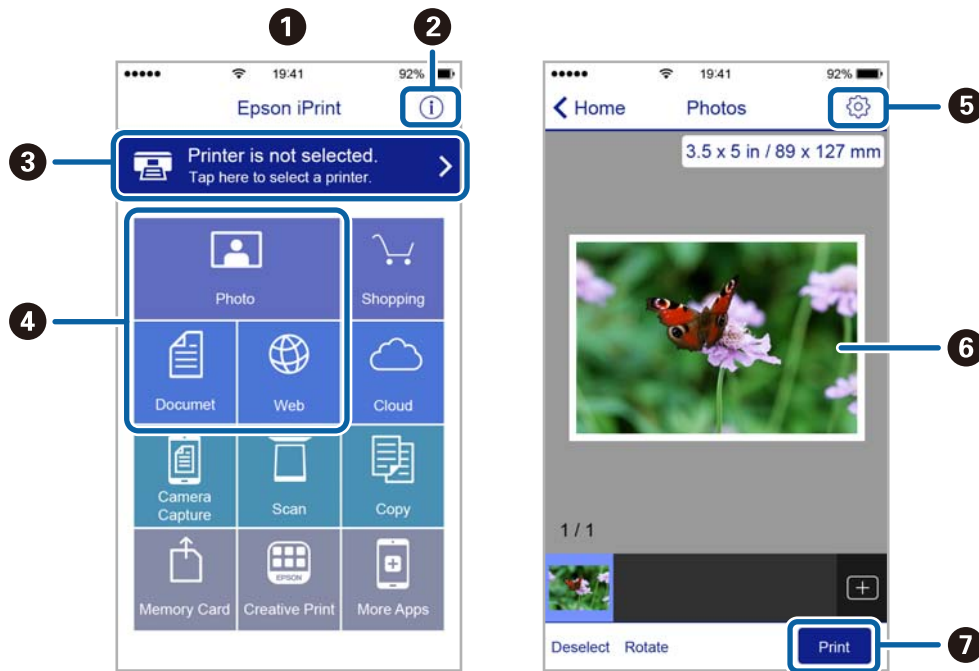 1
2
19:41 92%
Epson iPrint
3
Printer is not selected.
Tap here to select a printer.
4
Photo
Shopping
Documet
Web
Cloud
Camera
Capture
Scan
Copy
Memory Card
EPSON
Creative Print
More Apps
19:41 92%
Home Photos
5
3.5 x 5 in / 89 x 127 mm
6
1 / 1
Deselect Rotate Print
7